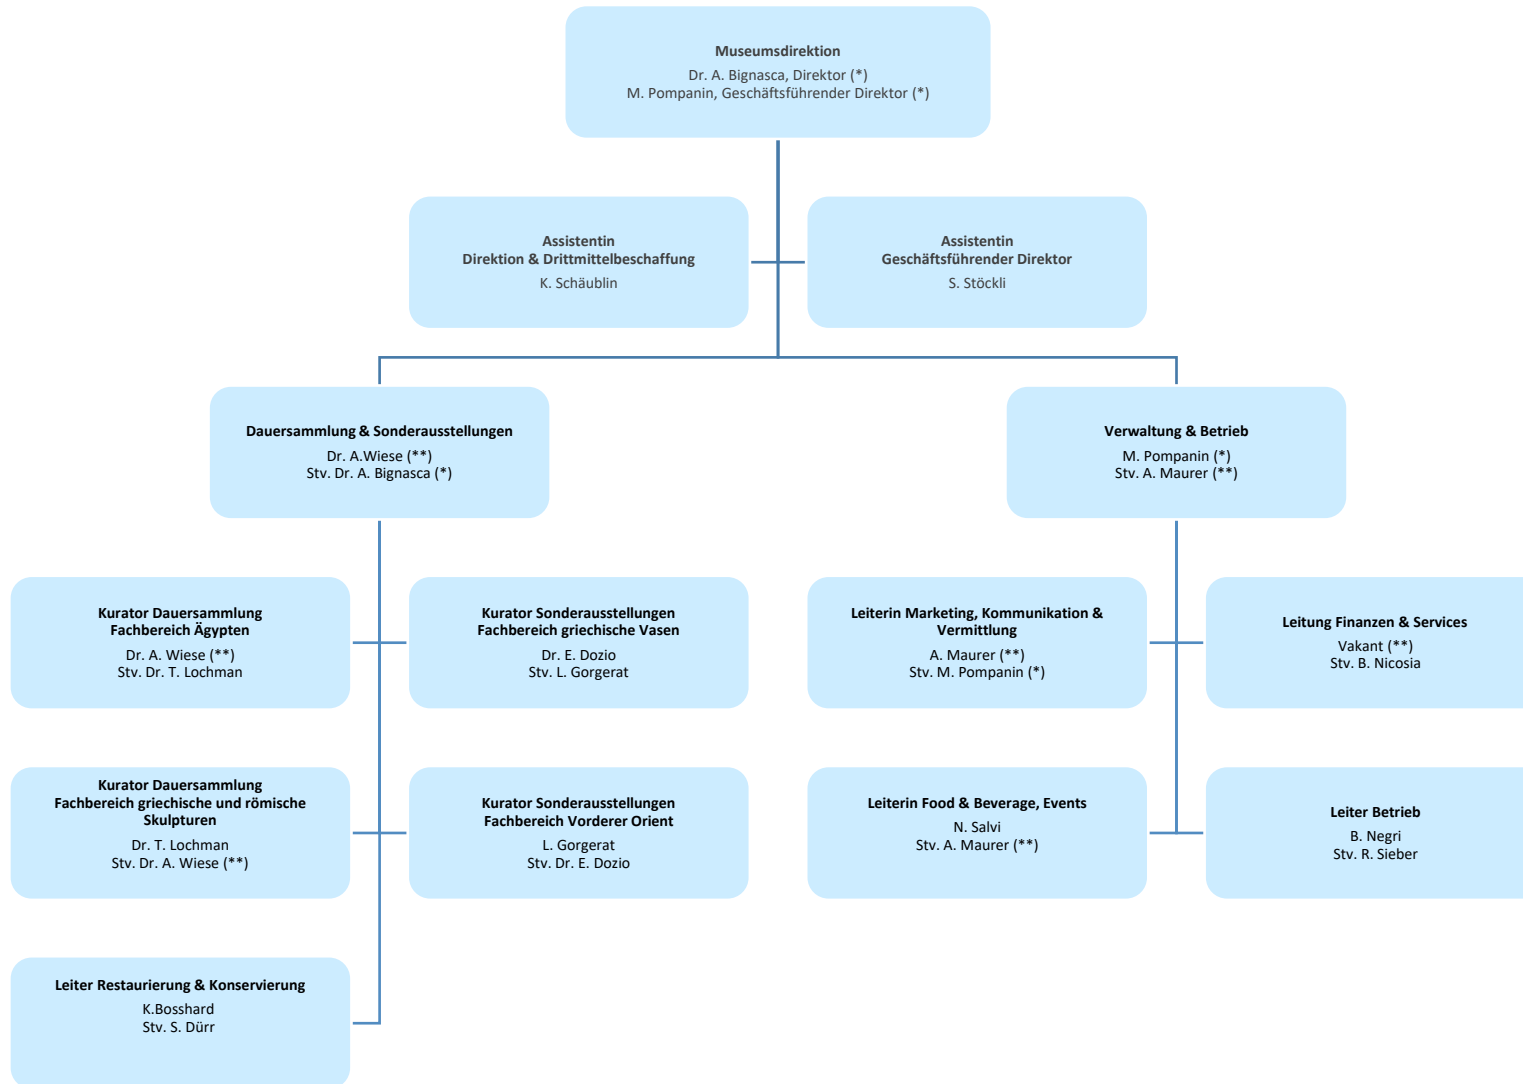 Museumsdirektion
Dr. A. Bignasca, Direktor (*)
M. Pompanin, Geschäftsführender Direktor (*)
Assistentin
Direktion & Drittmittelbeschaffung
K. Schäublin
Assistentin
Geschäftsführender Direktor
S. Stöckli
Dauersammlung & Sonderausstellungen
Dr. A.Wiese (**)
Stv. Dr. A. Bignasca (*)
Verwaltung & Betrieb
M. Pompanin (*)
Stv. A. Maurer (**)
Kurator Dauersammlung
Fachbereich Ägypten
Dr. A. Wiese (**)
Stv. Dr. T. Lochman
Kurator Sonderausstellungen
Fachbereich griechische Vasen
Dr. E. Dozio
Stv. L. Gorgerat
Leiterin Marketing, Kommunikation &
Vermittlung
A. Maurer (**)
Stv. M. Pompanin (*)
Leitung Finanzen & Services
Vakant (**)
Stv. B. Nicosia
Kurator Dauersammlung
Fachbereich griechische und römische
Skulpturen
Dr. T. Lochman
Stv. Dr. A. Wiese (**)
Kurator Sonderausstellungen
Fachbereich Vorderer Orient
L. Gorgerat
Stv. Dr. E. Dozio
Leiterin Food & Beverage, Events
N. Salvi
Stv. A. Maurer (**)
Leiter Betrieb
B. Negri
Stv. R. Sieber
Leiter Restaurierung & Konservierung
K.Bosshard
Stv. S. Dürr